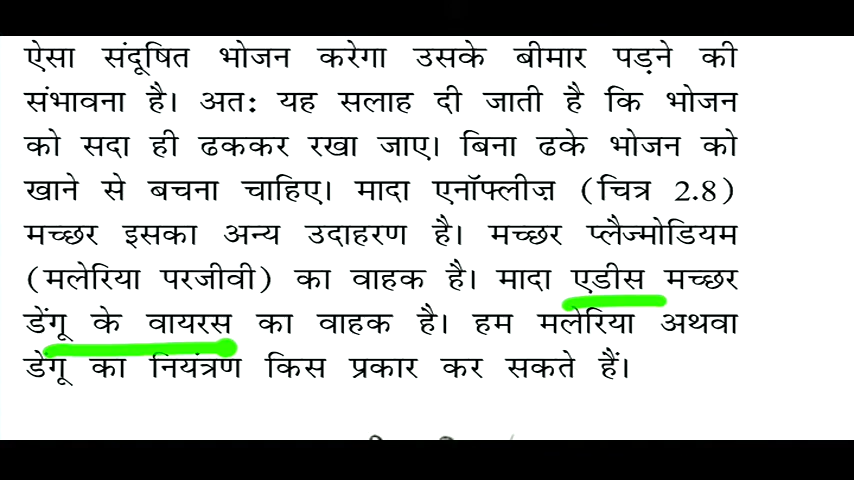 ऐसा संदूषित भोजन करेगा उसके बीमार पड़ने की
संभावना है। अत: यह सलाह दी जाती है कि भोजन
को सदा ही ढककर रखा जाए। बिना ढके भोजन को
खाने से बचना चाहिए। मादा एनॉफ्लीज़ (चित्र 2.8)
मच्छर इसका अन्य उदाहरण है। मच्छर प्लैज्मोडियम
(मलेरिया परजीवी) का वाहक है। मादा एडीस मच्छर
डेंगू के वायरस का वाहक है। हम मलेरिया अथवा
डेंगू का नियंत्रण किस प्रकार कर सकते हैं।